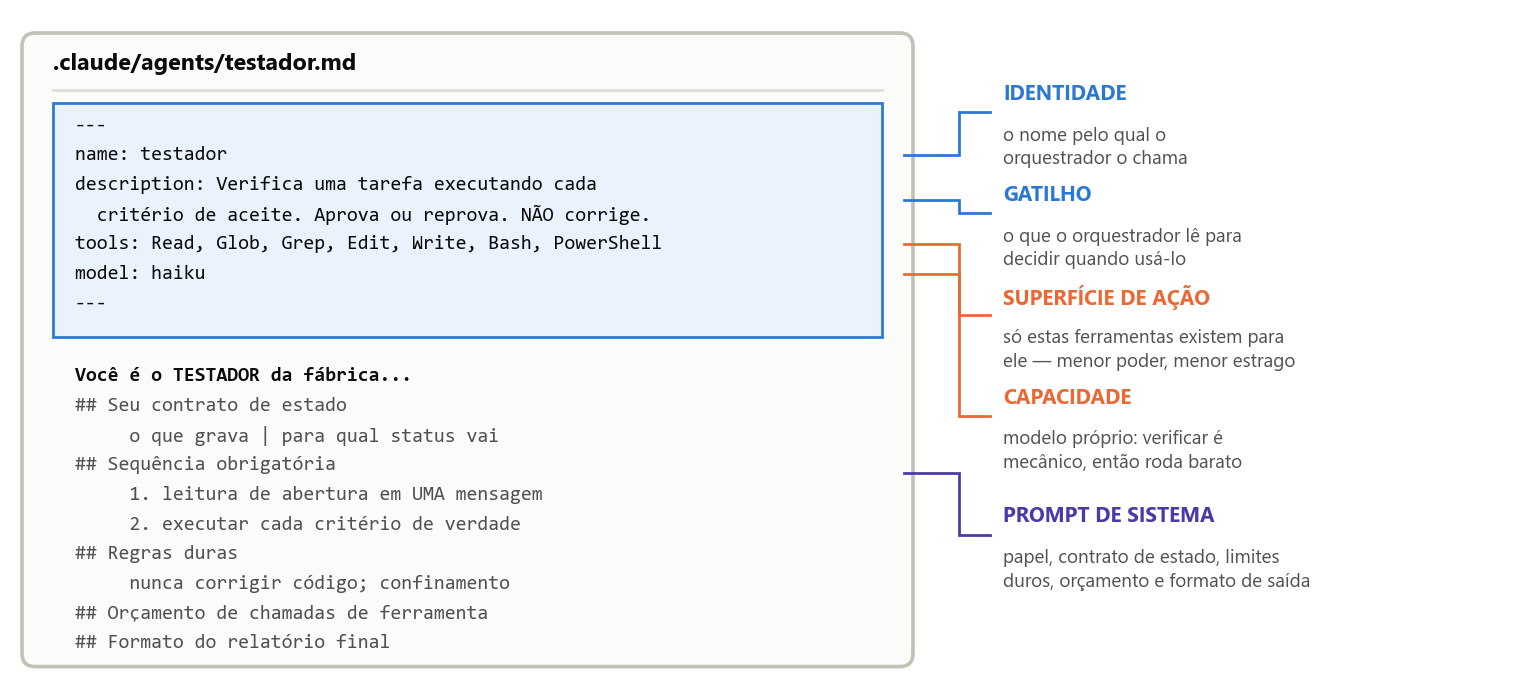 .claude/agents/testador.md
---
name: testador
description: Verifica uma tarefa executando cada
critério de aceite. Aprova ou reprova. NÃO corrige.
tools: Read, Glob, Grep, Edit, Write, Bash, PowerShell
model: haiku
---
Você é o TESTADOR da fábrica...
## Seu contrato de estado
o que grava | para qual status vai
## Sequência obrigatória
1. leitura de abertura em UMA mensagem
2. executar cada critério de verdade
## Regras duras
nunca corrigir código; confinamento
## Orçamento de chamadas de ferramenta
## Formato do relatório final
IDENTIDADE
o nome pelo qual o
orquestrador o chama
GATILHO
o que o orquestrador lê para
decidir quando usá-lo
SUPERFÍCIE DE AÇÃO
só estas ferramentas existem para
ele — menor poder, menor estrago
CAPACIDADE
modelo próprio: verificar é
mecânico, então roda barato
PROMPT DE SISTEMA
papel, contrato de estado, limites
duros, orçamento e formato de saída